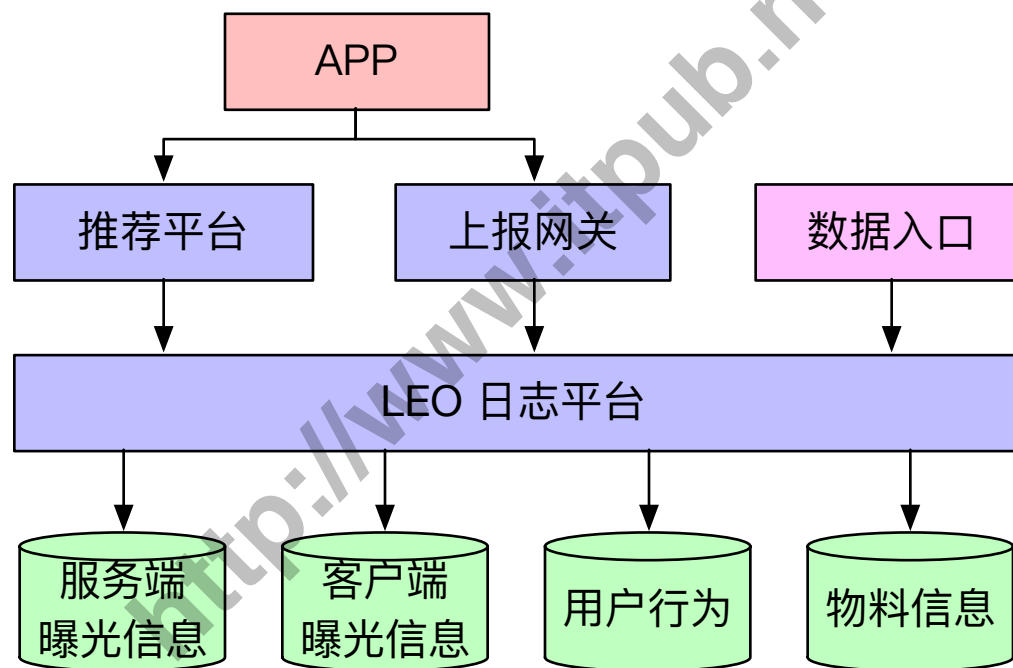 APP
推荐平台
上报网关
数据入口
LEO 日志平台
服务端
曝光信息
客户端
曝光信息
用户行为
物料信息
http://www.itpub.n